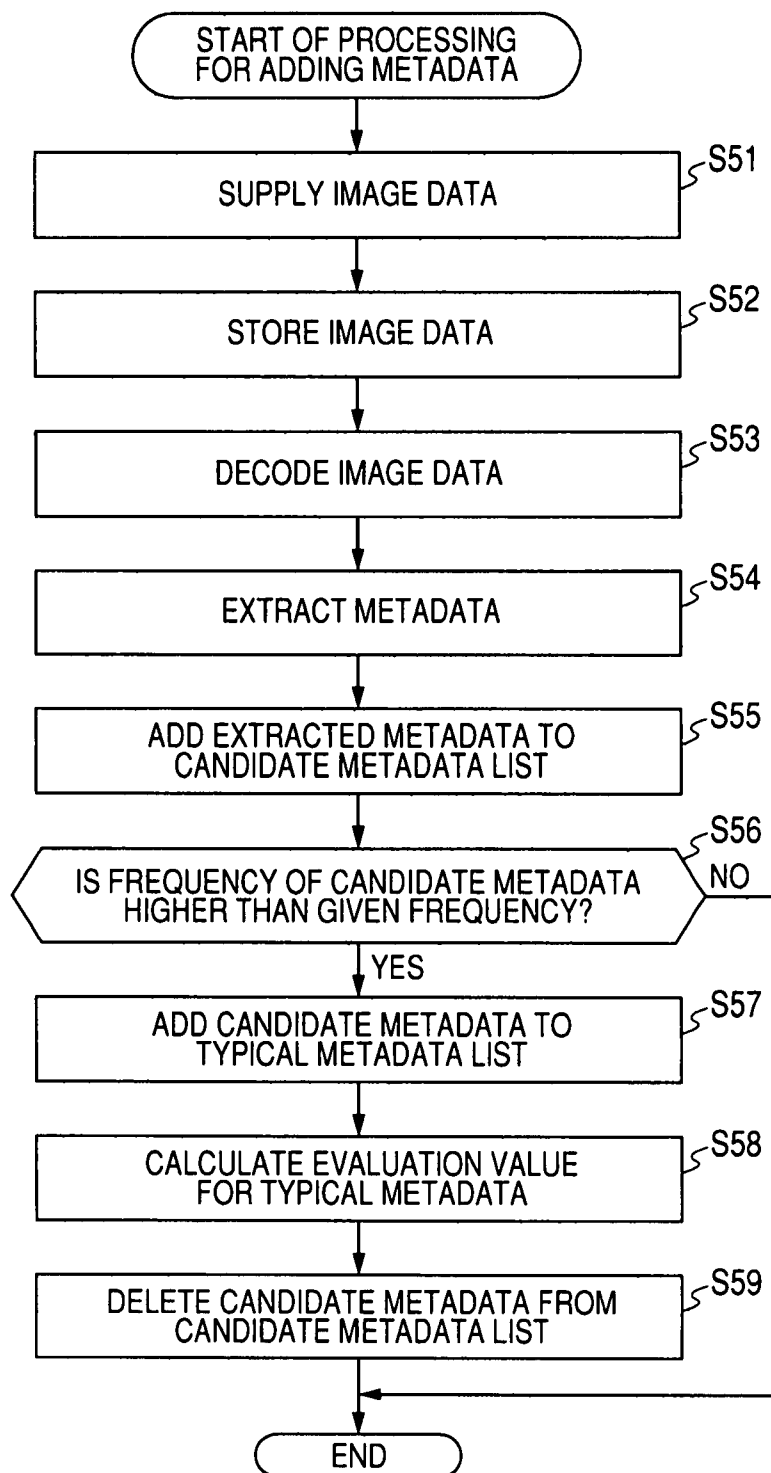 START OF PROCESSING
FOR ADDING METADATA
S51
SUPPLY IMAGE DATA
S52
STORE IMAGE DATA
S53
DECODE IMAGE DATA
S54
EXTRACT METADATA
S55
ADD EXTRACTED METADATA TO
CANDIDATE METADATA LIST
S56
IS FREQUENCY OF CANDIDATE METADATA
HIGHER THAN GIVEN FREQUENCY?
NO
YES
S57
ADD CANDIDATE METADATA TO
TYPICAL METADATA LIST
S58
CALCULATE EVALUATION VALUE
FOR TYPICAL METADATA
S59
DELETE CANDIDATE METADATA FROM
CANDIDATE METADATA LIST
END